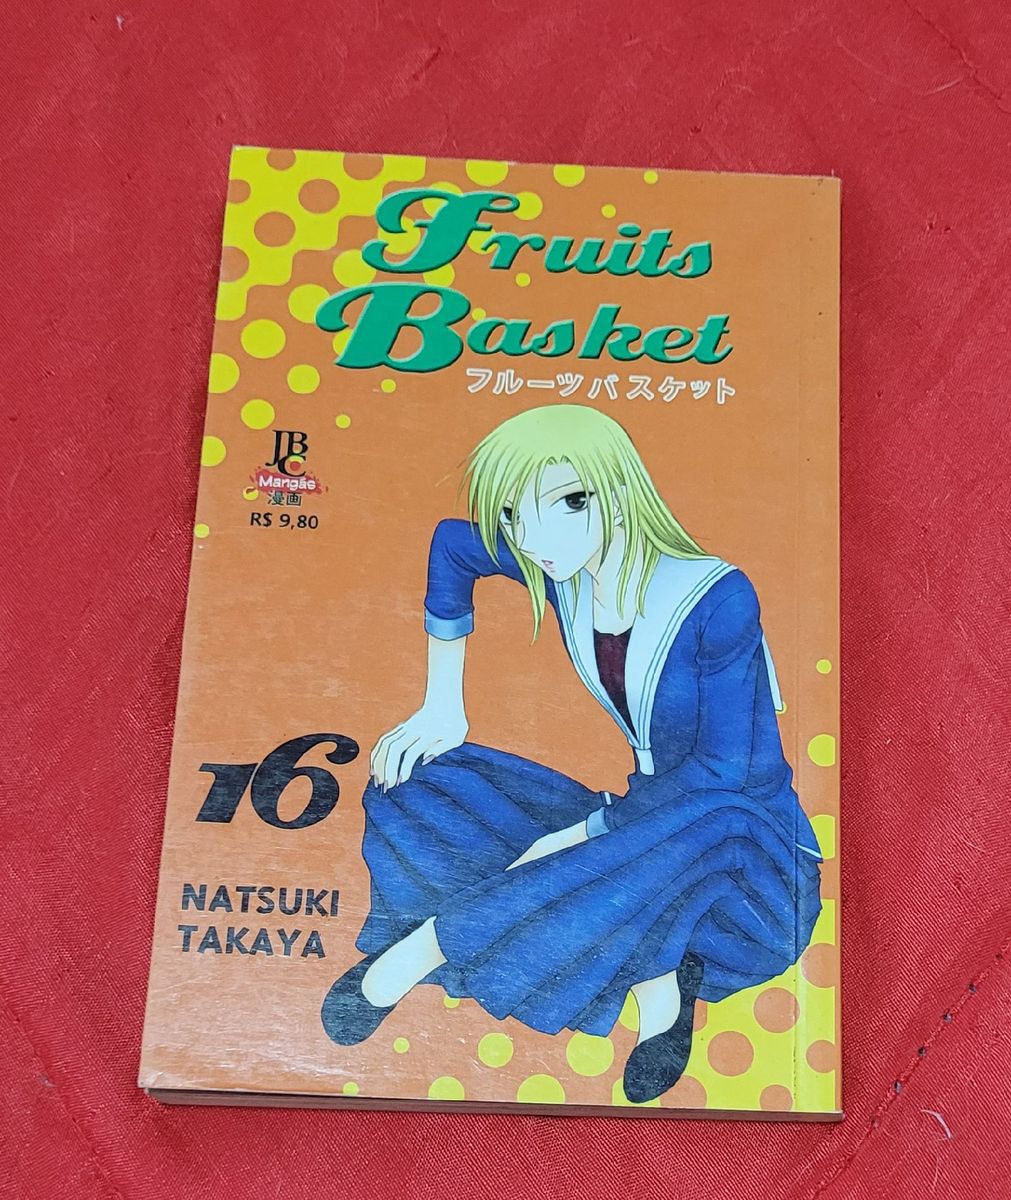 Fruits
Basket
フルーツバスケット
JBC
Mangás
漫画
R$ 9,80
16
NATSUKI
TAKAYA